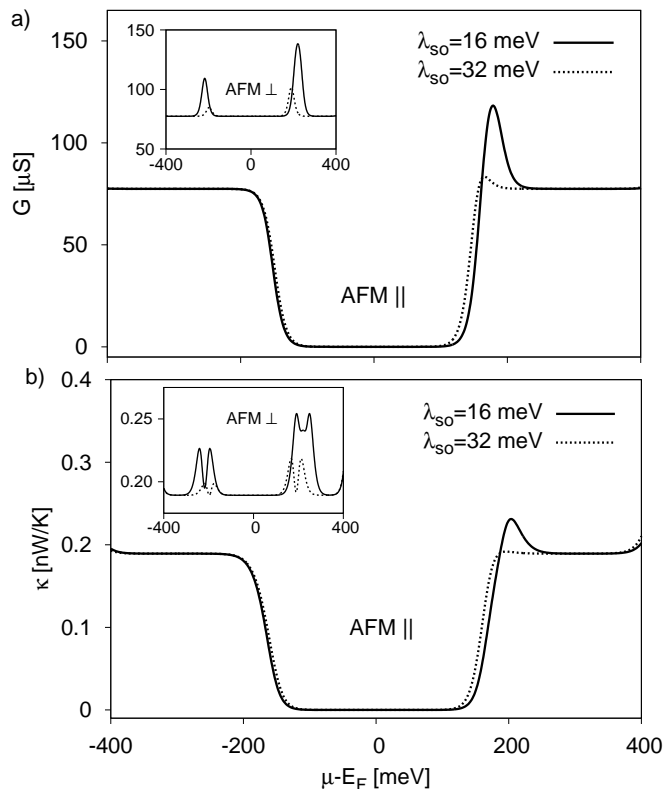 a)
150
100
50
0
G [μS]
150
100
50
-400
0
400
AFM ⊥
λso=16 meV
λso=32 meV
AFM ||
b)
0.4
0.3
0.2
0.1
0
κ [nW/K]
0.25
0.20
-400
0
400
AFM ⊥
λso=16 meV
λso=32 meV
AFM ||
-400 -200 0 200 400
μ-EF [meV]